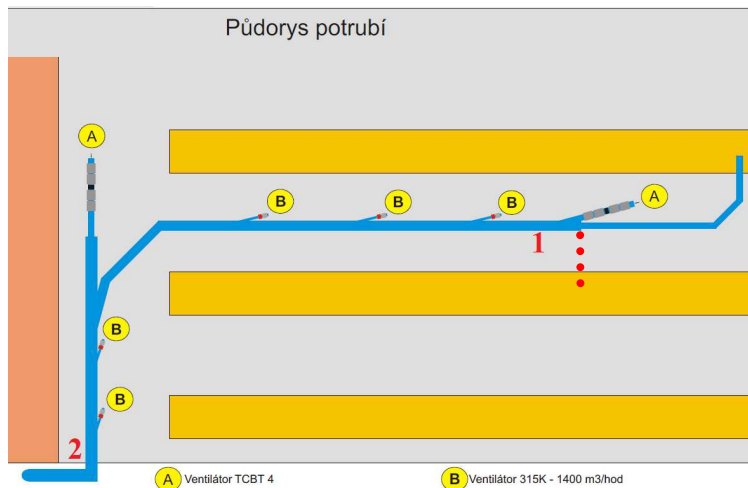 Půdorys potrubí
A
B
B
B
A
1
B
B
2
A Ventilátor TCBT 4
B Ventilátor 315K - 1400 m3/hod